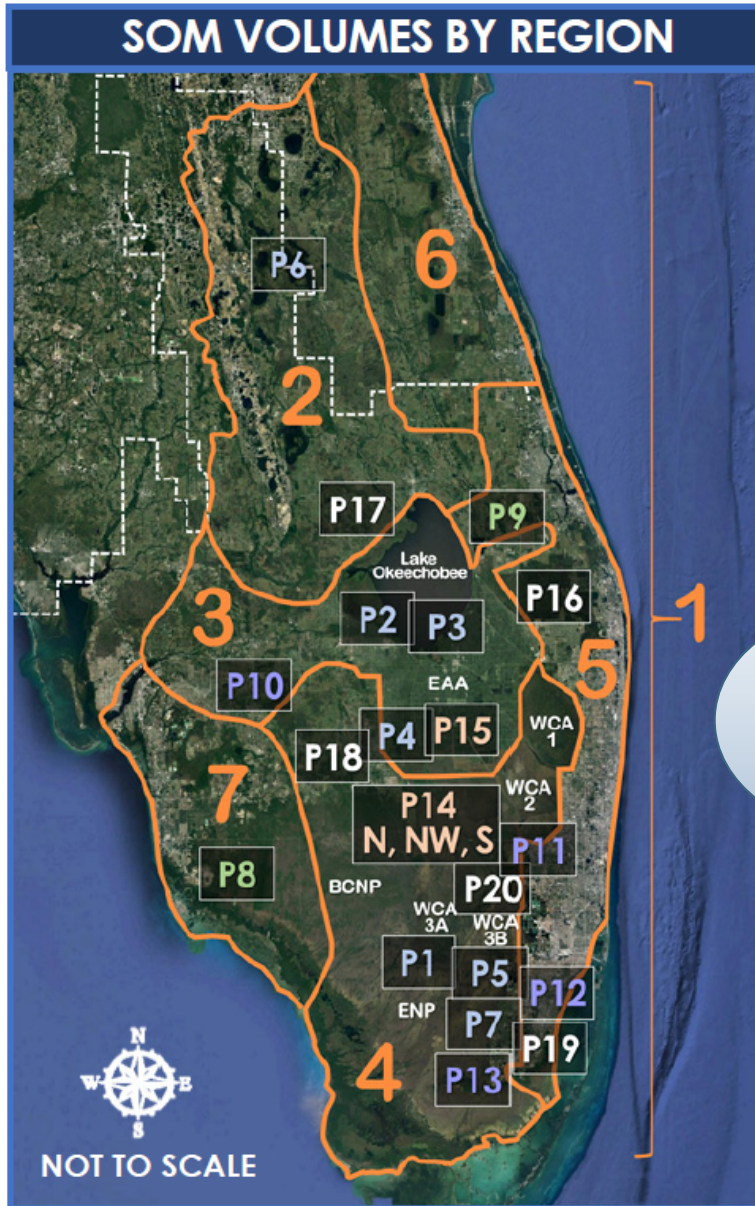 SOM VOLUMES BY REGION
6
P6
2
P17
P9
Lake
Okeechobee
P16
3
P2
P3
1
5
P10
EAA
WCA
1
P4
P15
P18
7
WCA
2
P14
N, NW, S
P11
P8
BCNP
P20
WCA
3A
WCA
3B
P1
P5
P12
ENP
P7
P19
4
P13
N
W
E
S
NOT TO SCALE